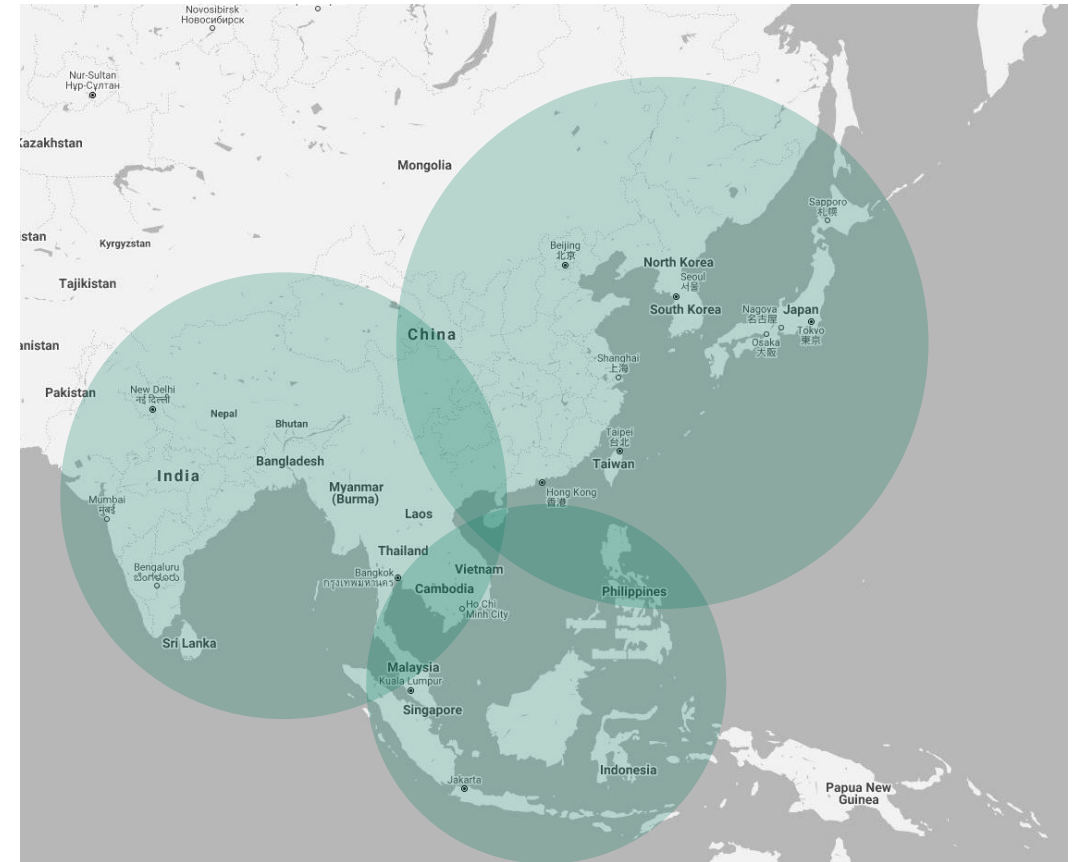 Novosibirsk
Новосибирск
Nur-Sultan
Нұр-Сұлтан
Kazakhstan
Mongolia
stan
Kyrgyzstan
Tajikistan
anistan
Pakistan
Sapporo
札幌
Beijing
北京
North Korea
Seoul
서울
South Korea
Nagoya
名古屋
Japan
Tokyo
東京
Osaka
大阪
China
Shanghai
上海
New Delhi
नई दिल्ली
Nepal
Bhutan
Taipei
台北
Taiwan
Bangladesh
India
Myanmar
(Burma)
Mumbai
मुंबई
Hong Kong
香港
Laos
Thailand
Bengaluru
ಬೆಂಗಳೂರು
Bangkok
กรุงเทพมหานคร
Vietnam
Cambodia
Philippines
Ho Chi
Minh City
Sri Lanka
Malaysia
Kuala Lumpur
Singapore
Jakarta
Indonesia
Papua New
Guinea